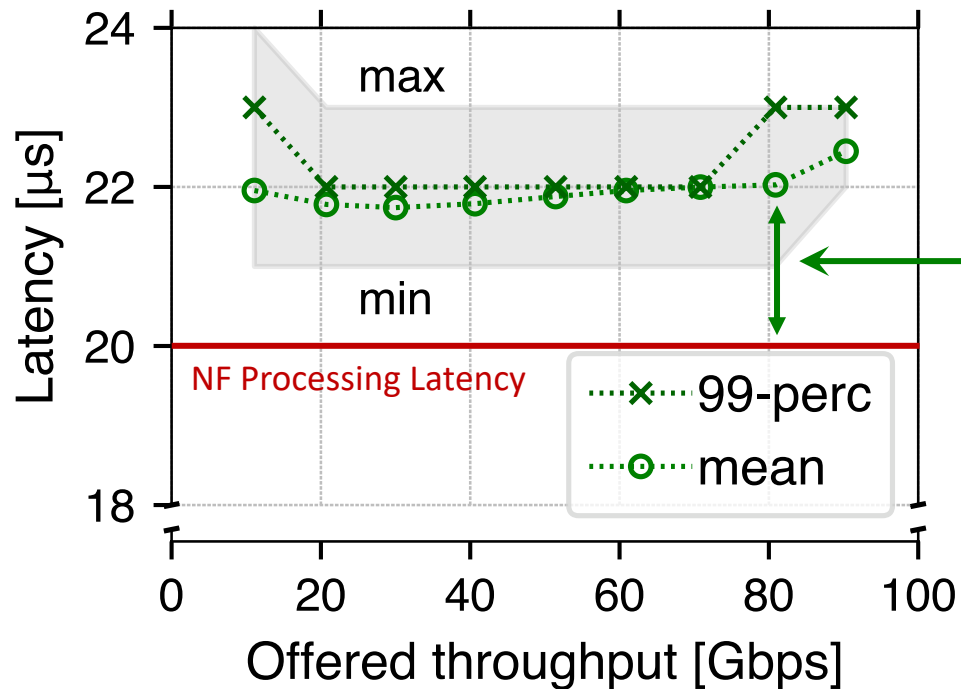 24
max
22
min
20
NF Processing Latency
99-perc
mean
18
0 20 40 60 80 100
Offered throughput [Gbps]
Latency [µs]